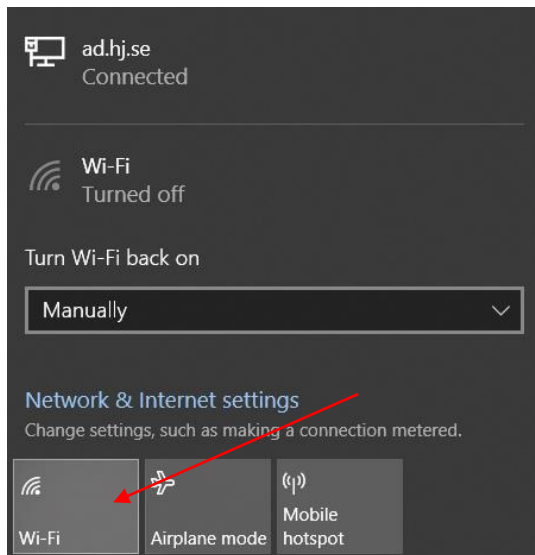 ad.hj.se
Connected
Wi-Fi
Turned off
Turn Wi-Fi back on
Manually
Network & Internet settings
Change settings, such as making a connection metered.
Wi-Fi
Airplane mode
Mobile
hotspot